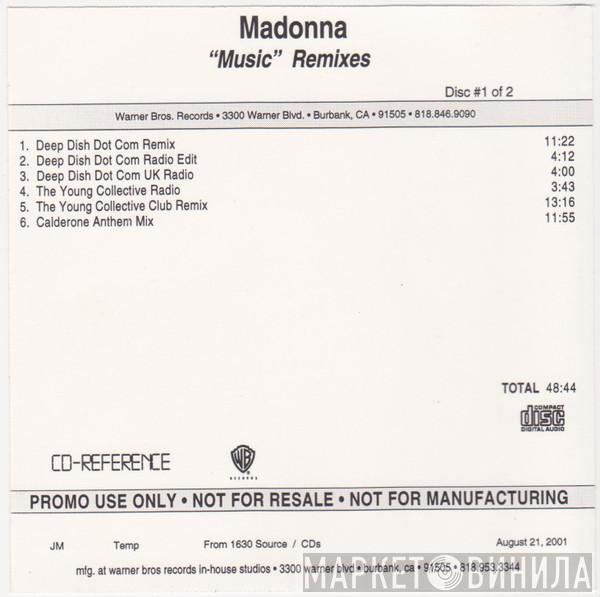 Madonna
“Music” Remixes
Disc #1 of 2
Warner Bros. Records • 3300 Warner Blvd. • Burbank, CA • 91505 • 818.846.9090
1. Deep Dish Dot Com Remix 11:22
2. Deep Dish Dot Com Radio Edit 4:12
3. Deep Dish Dot Com UK Radio 4:00
4. The Young Collective Radio 3:43
5. The Young Collective Club Remix 13:16
6. Calderone Anthem Mix 11:55
TOTAL 48:44
COMPACT
disc
DIGITAL AUDIO
CD-REFERENCE
WB
RECORDS
PROMO USE ONLY • NOT FOR RESALE • NOT FOR MANUFACTURING
JM Temp From 1630 Source / CDs August 21, 2001
mfg. at warner bros records in-house studios • 3300 warner blvd • burbank, ca • 91505 • 818.953.3344
МАРКЕТ ВИНИЛА